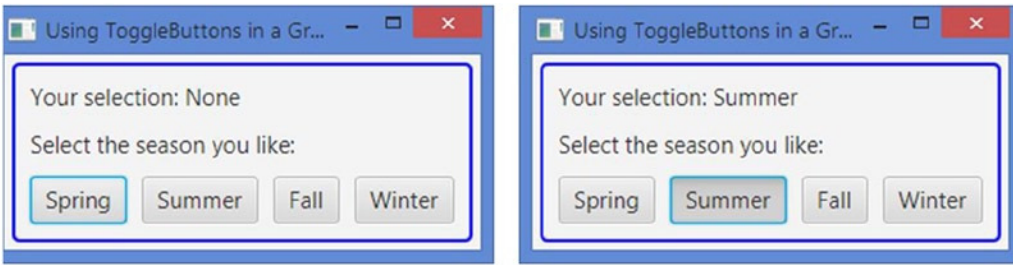 Using ToggleButtons in a Gr...
Your selection: None
Select the season you like:
Spring Summer Fall Winter
Using ToggleButtons in a Gr...
Your selection: Summer
Select the season you like:
Spring Summer Fall Winter